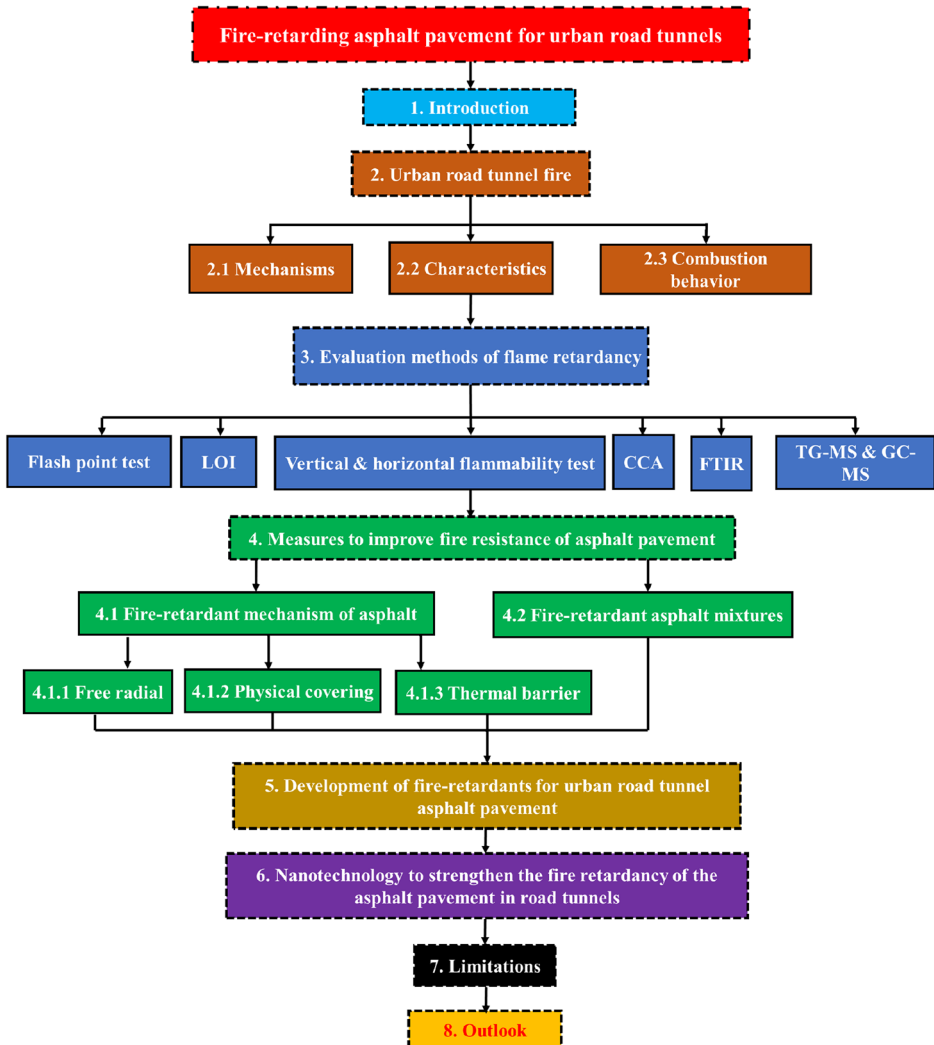 Fire-retarding asphalt pavement for urban road tunnels
1. Introduction
2. Urban road tunnel fire
2.1 Mechanisms
2.2 Characteristics
2.3 Combustion
behavior
3. Evaluation methods of flame retardancy
Flash point test
LOI
Vertical & horizontal flammability test
CCA
FTIR
TG-MS & GC-
MS
4. Measures to improve fire resistance of asphalt pavement
4.1 Fire-retardant mechanism of asphalt
4.2 Fire-retardant asphalt mixtures
4.1.1 Free radial
4.1.2 Physical covering
4.1.3 Thermal barrier
5. Development of fire-retardants for urban road tunnel
asphalt pavement
6. Nanotechnology to strengthen the fire retardancy of the
asphalt pavement in road tunnels
7. Limitations
8. Outlook